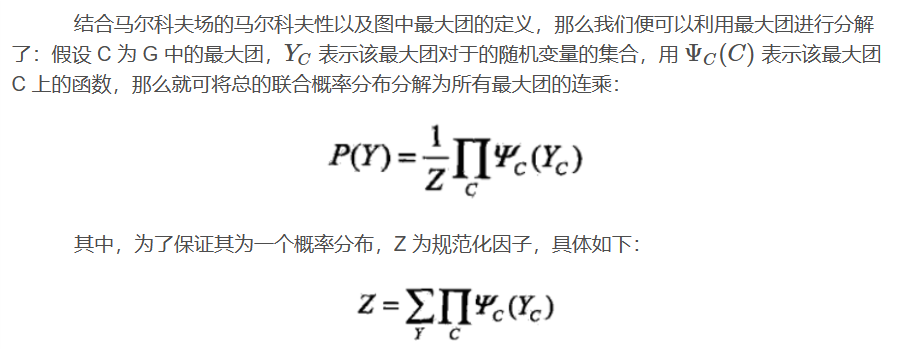 结合马尔科夫场的马尔科夫性以及图中最大团的定义，那么我们便可以利用最大团进行分解
了：假设 C 为 G 中的最大团，Y_C 表示该最大团对于的随机变量的集合，用 Ψ_C(C) 表示该最大团
C 上的函数，那么就可将总的联合概率分布分解为所有最大团的连乘：
P(Y) = \frac{1}{Z} \prod_C Ψ_C(Y_C)
其中，为了保证其为一个概率分布，Z 为规范化因子，具体如下：
Z = \sum_Y \prod_C Ψ_C(Y_C)